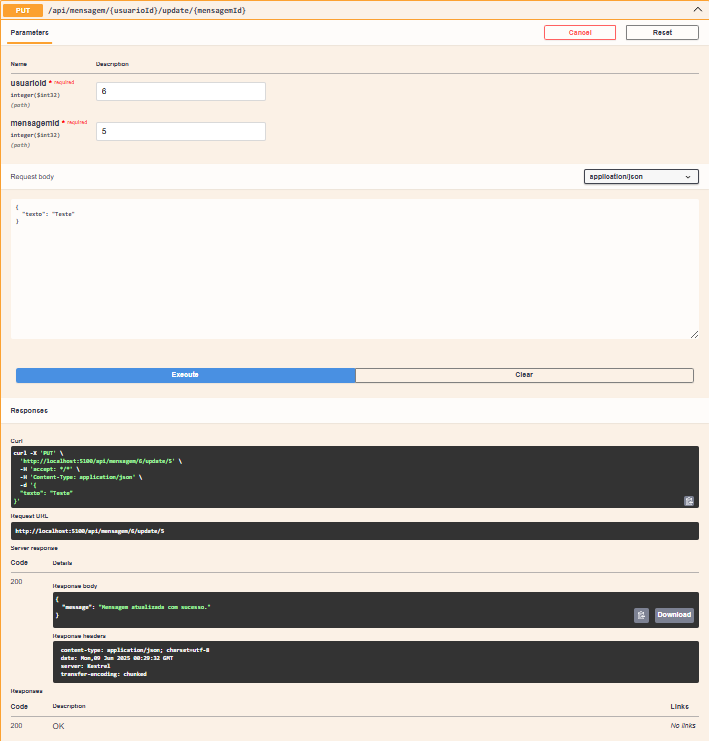 PUT /api/mensagem/{usuarioId}/update/{mensagemId}
Parameters
Cancel
Reset
Name Description
usuarioId * required
integer($int32)
(path)
6
mensagemId * required
integer($int32)
(path)
5
Request body
application/json
{
"texto": "Teste"
}
Execute
Clear
Responses
Curl
curl -X 'PUT' \
'http://localhost:5100/api/mensagem/6/update/5' \
-H 'accept: */*' \
-H 'Content-Type: application/json' \
-d '{
"texto": "Teste"
}'
Request URL
http://localhost:5100/api/mensagem/6/update/5
Server response
Code Details
200
Response body
{
"message": "Mensagem atualizada com sucesso."
}
Download
Response headers
content-type: application/json; charset=utf-8
date: Mon,09 Jun 2025 00:29:32 GMT
server: Kestrel
transfer-encoding: chunked
Responses
Code Description Links
200 OK No links